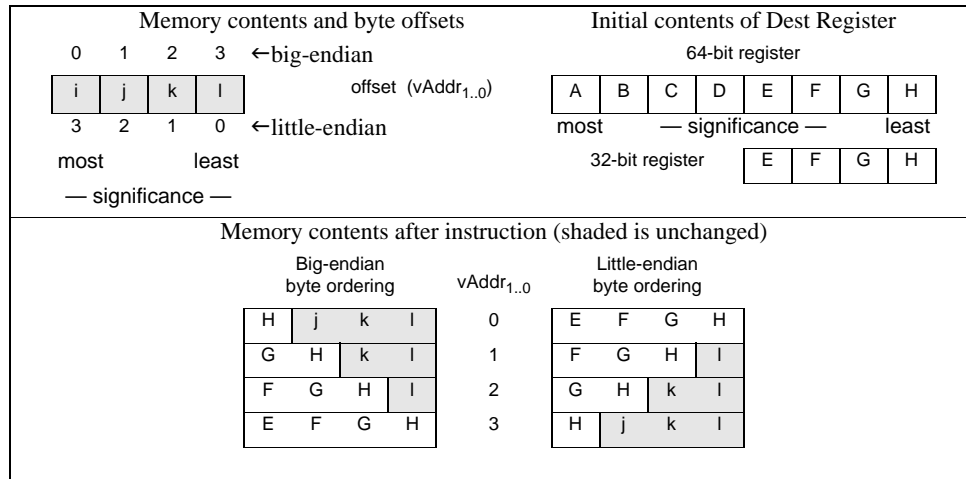 Memory contents and byte offsets
0 1 2 3 ←big-endian
i j k l
offset (vAddr1..0)
3 2 1 0 ←little-endian
most least
— significance —
Initial contents of Dest Register
64-bit register
A B C D E F G H
most — significance — least
32-bit register E F G H
Memory contents after instruction (shaded is unchanged)
Big-endian
byte ordering
vAddr1..0
Little-endian
byte ordering
H j k l 0 E F G H
G H k l 1 F G H l
F G H l 2 G H k l
E F G H 3 H j k l